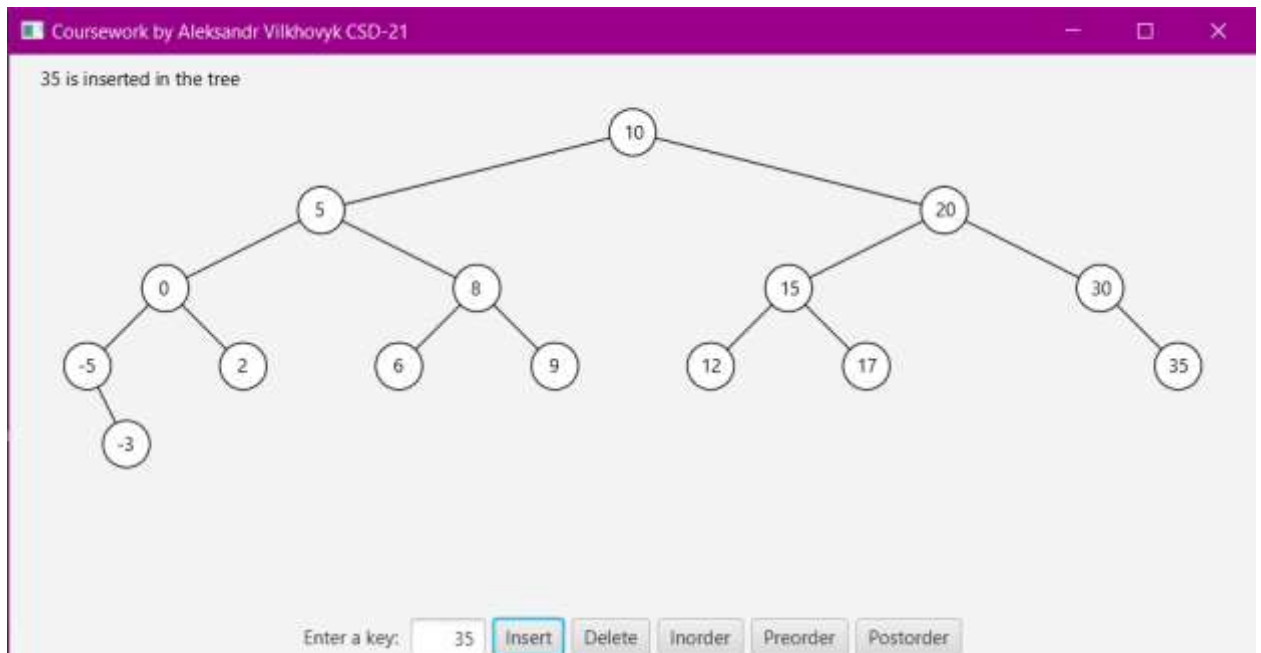 Coursework by Aleksandr Vilkhovyk CSD-21
35 is inserted in the tree
10
5 20
0 8 15 30
-5 2 6 9 12 17 35
-3
Enter a key: 35 Insert Delete Inorder Preorder Postorder